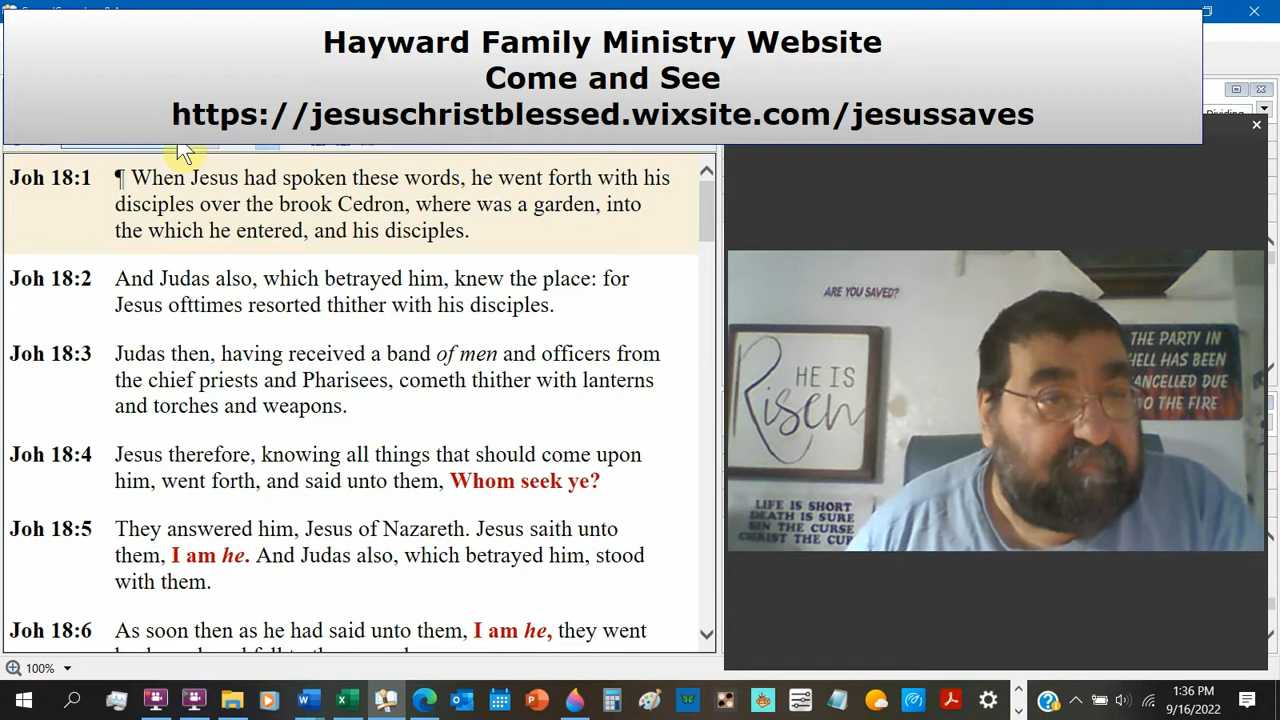 Hayward Family Ministry Website
Come and See
https://jesuschristblessed.wixsite.com/jesussaves
Joh 18:1 ¶ When Jesus had spoken these words, he went forth with his
disciples over the brook Cedron, where was a garden, into
the which he entered, and his disciples.
Joh 18:2 And Judas also, which betrayed him, knew the place: for
Jesus ofttimes resorted thither with his disciples.
Joh 18:3 Judas then, having received a band of men and officers from
the chief priests and Pharisees, cometh thither with lanterns
and torches and weapons.
Joh 18:4 Jesus therefore, knowing all things that should come upon
him, went forth, and said unto them, Whom seek ye?
Joh 18:5 They answered him, Jesus of Nazareth. Jesus saith unto
them, I am he. And Judas also, which betrayed him, stood
with them.
Joh 18:6 As soon then as he had said unto them, I am he, they went
100%
ARE YOU SAVED?
HE IS
Risen
THE PARTY IN
HELL HAS BEEN
CANCELLED DUE
TO THE FIRE
LIFE IS SHORT
DEATH IS SURE
SIN THE CURSE
CHRIST THE CUR
1:36 PM
9/16/2022